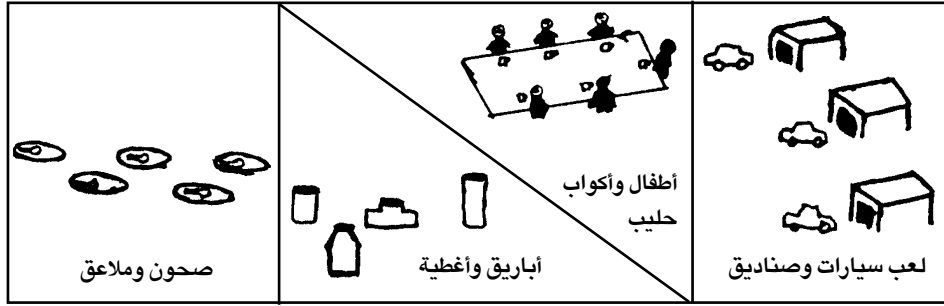 لعب سيارات وصناديق
أطفال وأكواب
حليب
أباريق وأغطية
صحون وملاعق